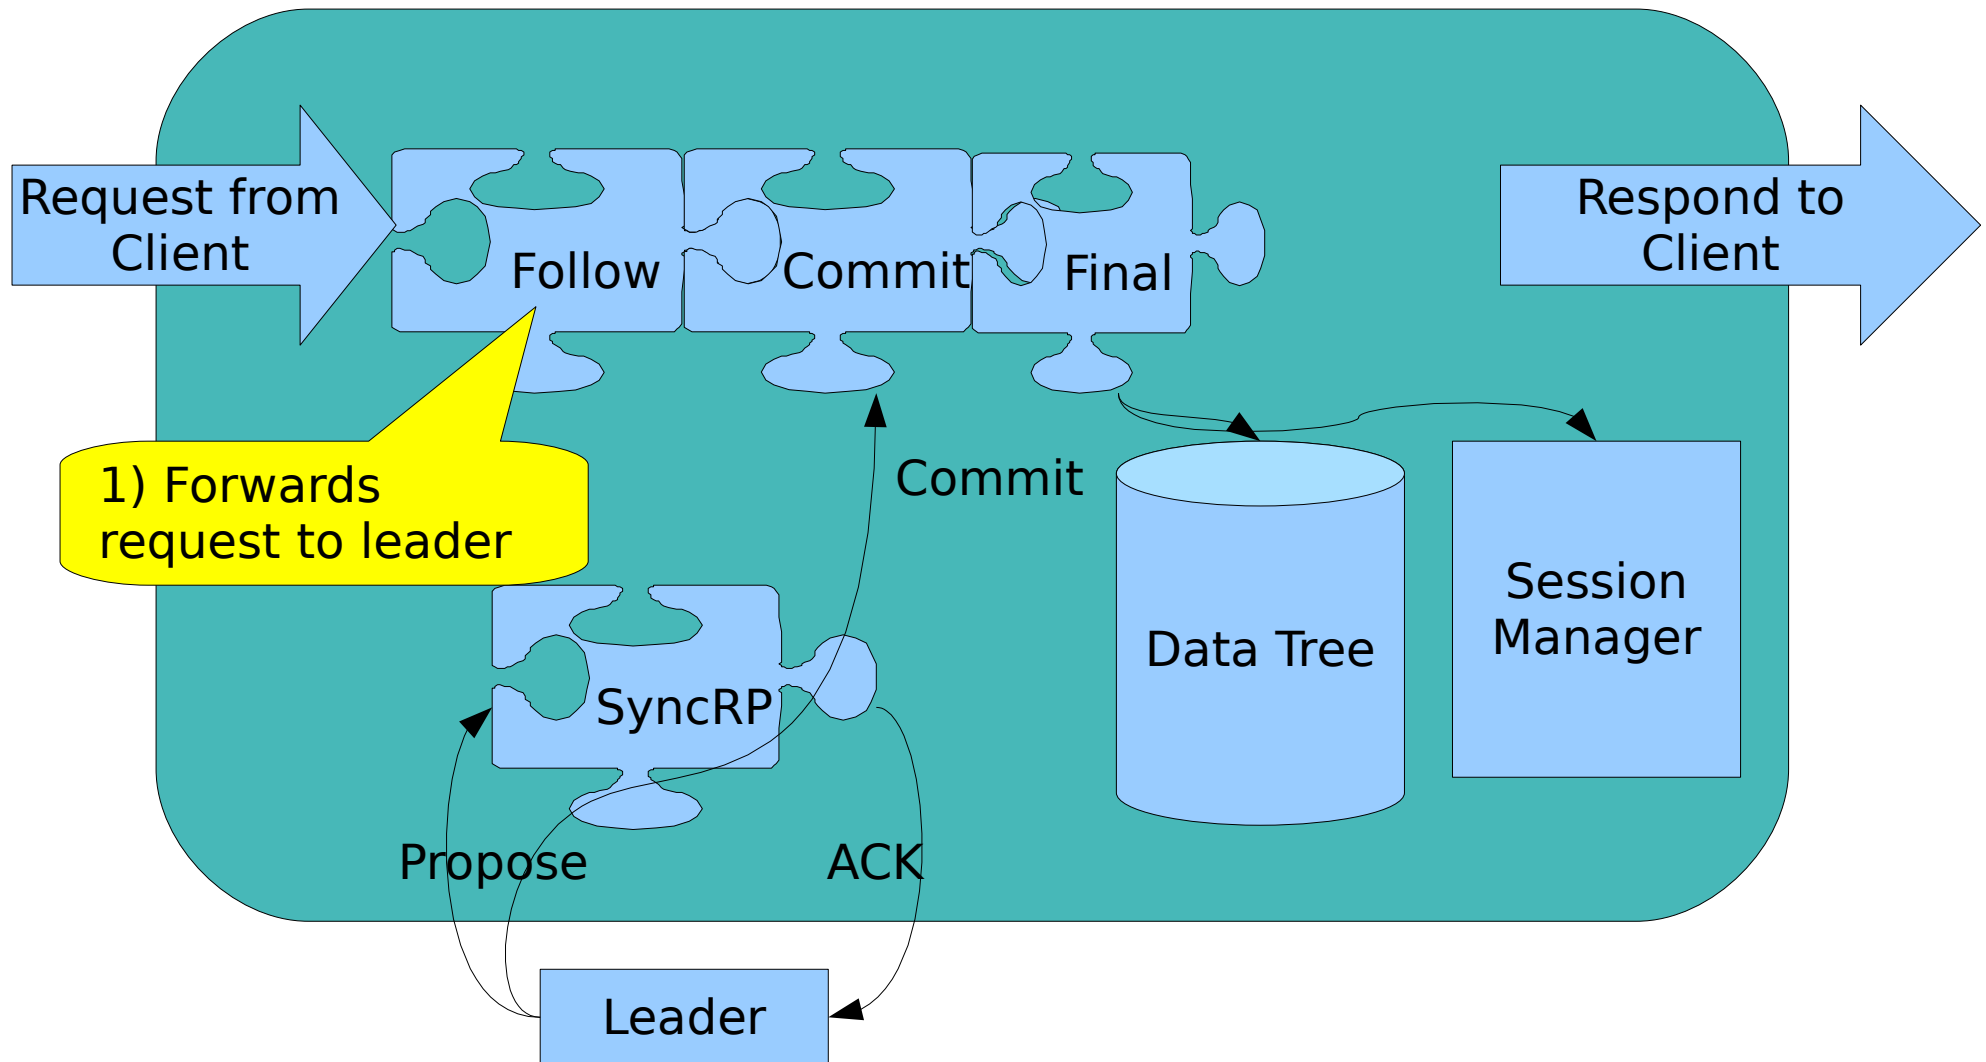 Request from
Client
Follow
Commit
Final
Respond to
Client
1) Forwards
request to leader
Commit
Session
Manager
Data Tree
SyncRP
Propose
ACK
Leader